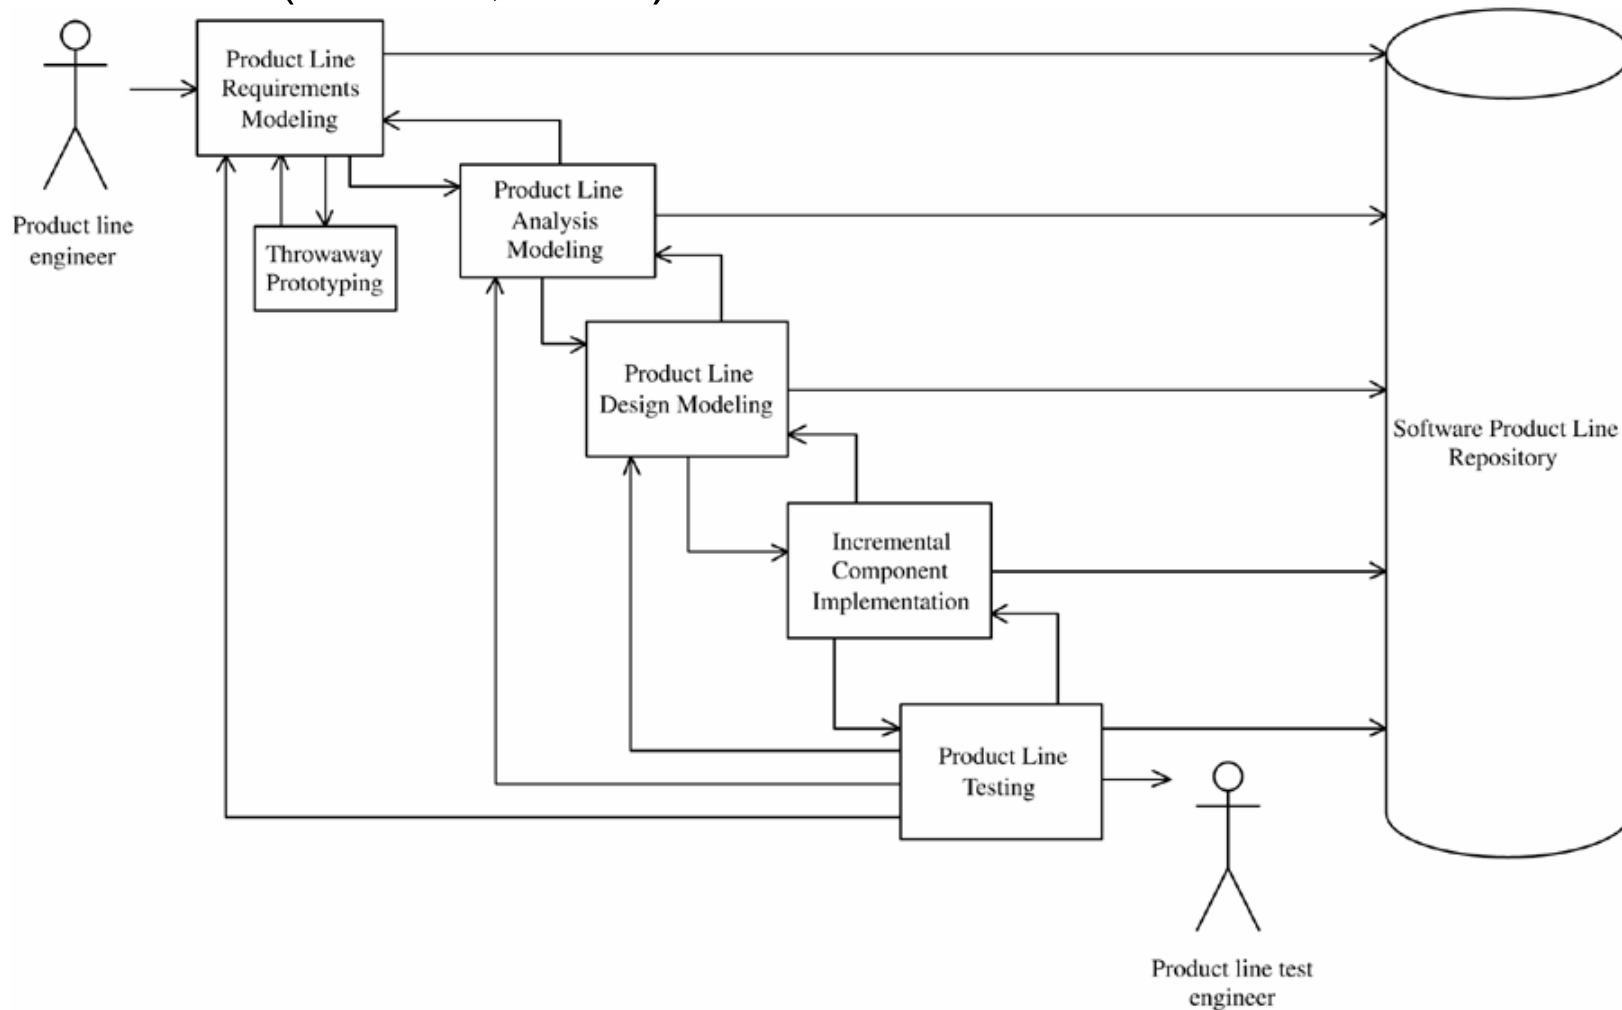 Product Line
Requirements
Modeling
Product line
engineer
Throwaway
Prototyping
Product Line
Analysis
Modeling
Product Line
Design Modeling
Software Product Line
Repository
Incremental
Component
Implementation
Product Line
Testing
Product line test
engineer